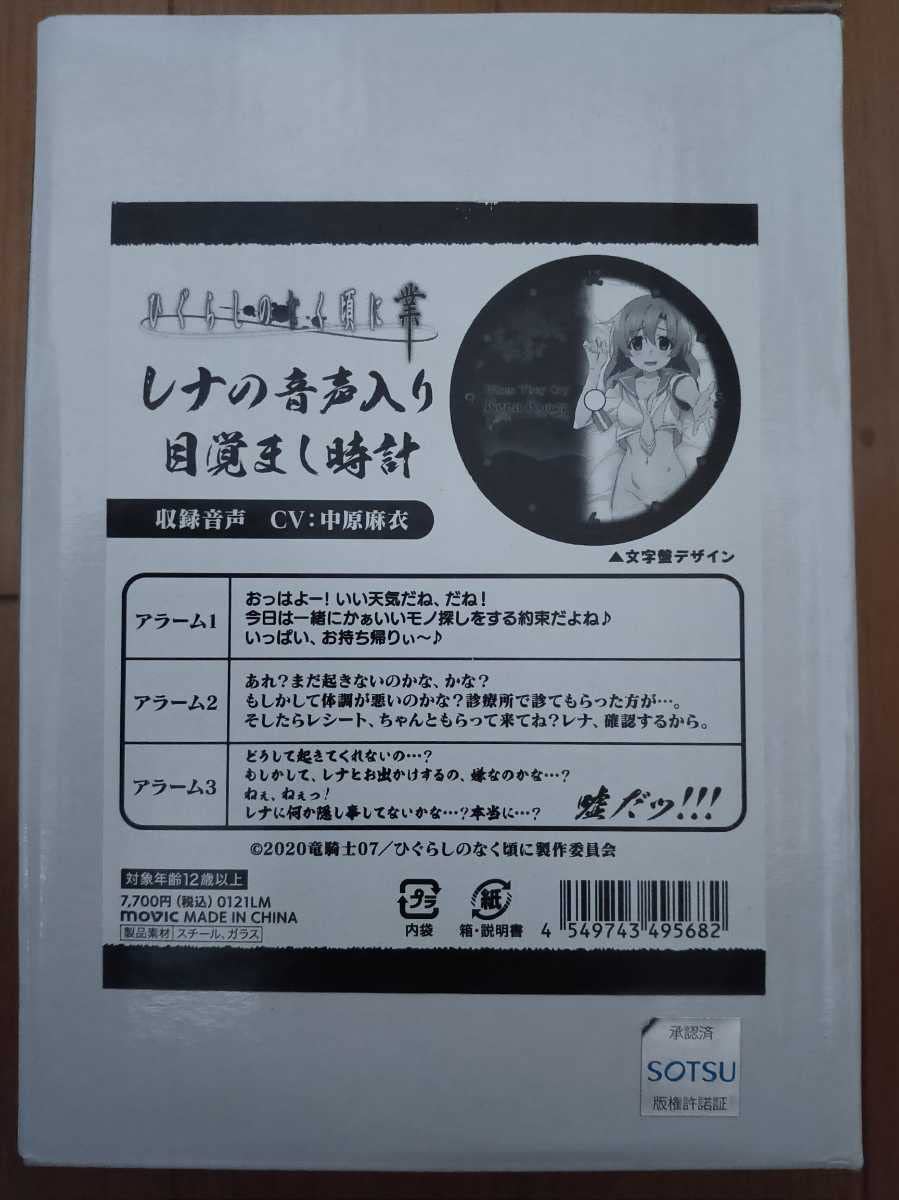 ひぐらしのなく頃に業
レナの音声入り
目覚まし時計
収録音声 CV:中原麻衣
▲文字盤デザイン
アラーム1
おっはよー!いい天気だね、だね!
今日は一緒にかぁいいモノ探しをする約束だよね♪
いっぱい、お持ち帰りぃ〜♪
アラーム2
あれ?まだ起きないのかな、かな?
もしかして体調が悪いのかな?診療所で診てもらった方が…。
そしたらレシート、ちゃんともらって来てね?レナ、確認するから。
アラーム3
どうして起きてくれないの…?
もしかして、レナとお出かけするの、嫌なのかな…?
ねぇ、ねぇっ!
レナに何か隠し事してないかな…?本当に…?
嘘だッ!!!
©2020竜騎士07/ひぐらしのなく頃に製作委員会
対象年齢12歳以上
7,700円(税込)0121LM
movic MADE IN CHINA
製品素材 スチール、ガラス
プラ
内袋
紙
箱・説明書
4 549743 495682
承認済
SOTSU
版権許諾証